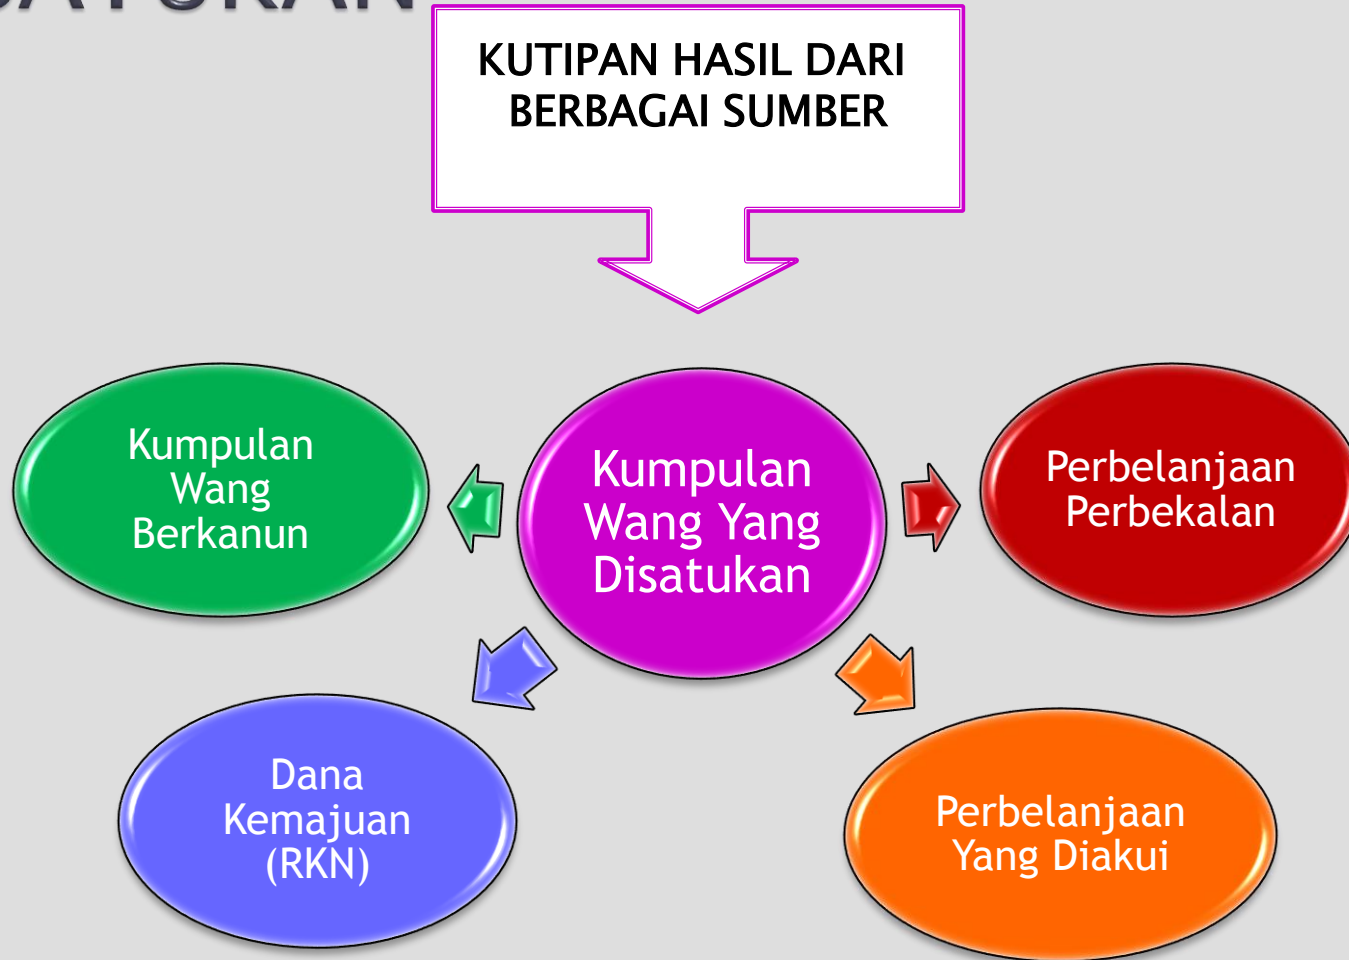 KUTIPAN HASIL DARI
BERBAGAI SUMBER
Kumpulan
Wang
Berkanun
Kumpulan
Wang Yang
Disatukan
Perbelanjaan
Perbekalan
Dana
Kemajuan
(RKN)
Perbelanjaan
Yang Diakui